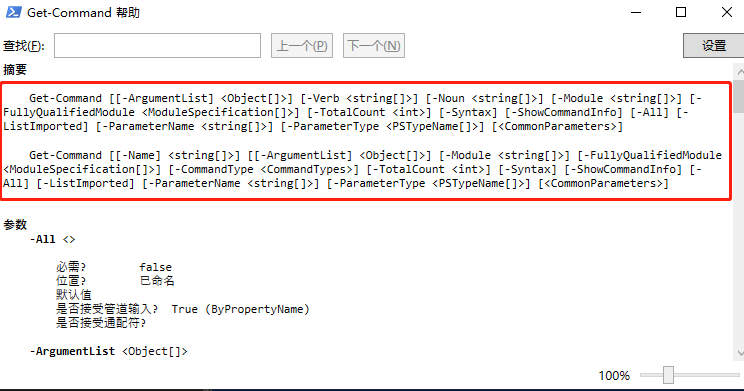 Get-Command 帮助
查找(F): 上一个(P) 下一个(N) 设置
摘要
Get-Command [[-ArgumentList] <Object[]>] [-Verb <string[]>] [-Noun <string[]>] [-Module <string[]>] [-
FullyQualifiedModule <ModuleSpecification[]>] [-TotalCount <int>] [-Syntax] [-ShowCommandInfo] [-All] [-
ListImported] [-ParameterName <string[]>] [-ParameterType <PSTypeName[]>] [<CommonParameters>]
Get-Command [[-Name] <string[]>] [[-ArgumentList] <Object[]>] [-Module <string[]>] [-FullyQualifiedModule
<ModuleSpecification[]>] [-CommandType <CommandTypes>] [-TotalCount <int>] [-Syntax] [-ShowCommandInfo] [-
All] [-ListImported] [-ParameterName <string[]>] [-ParameterType <PSTypeName[]>] [<CommonParameters>]
参数
-All <>
必需? false
位置? 已命名
默认值
是否接受管道输入? True (ByPropertyName)
是否接受通配符?
-ArgumentList <Object[]>
100%